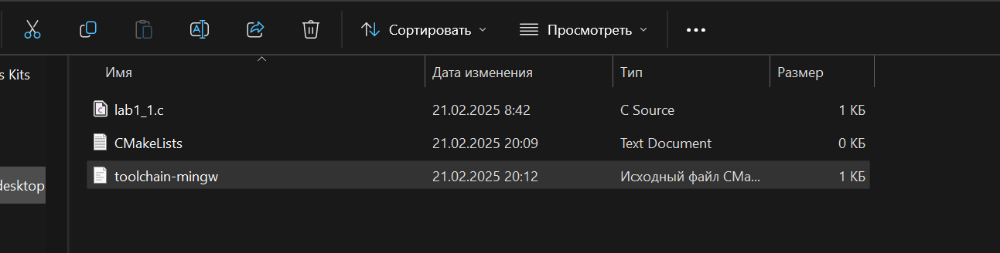 Сортировать Просмотреть
s Kits
Имя Дата изменения Тип Размер
lab1_1.c 21.02.2025 8:42 C Source 1 КБ
CMakeLists 21.02.2025 20:09 Text Document 0 КБ
desktop
toolchain-mingw 21.02.2025 20:12 Исходный файл CMa... 1 КБ